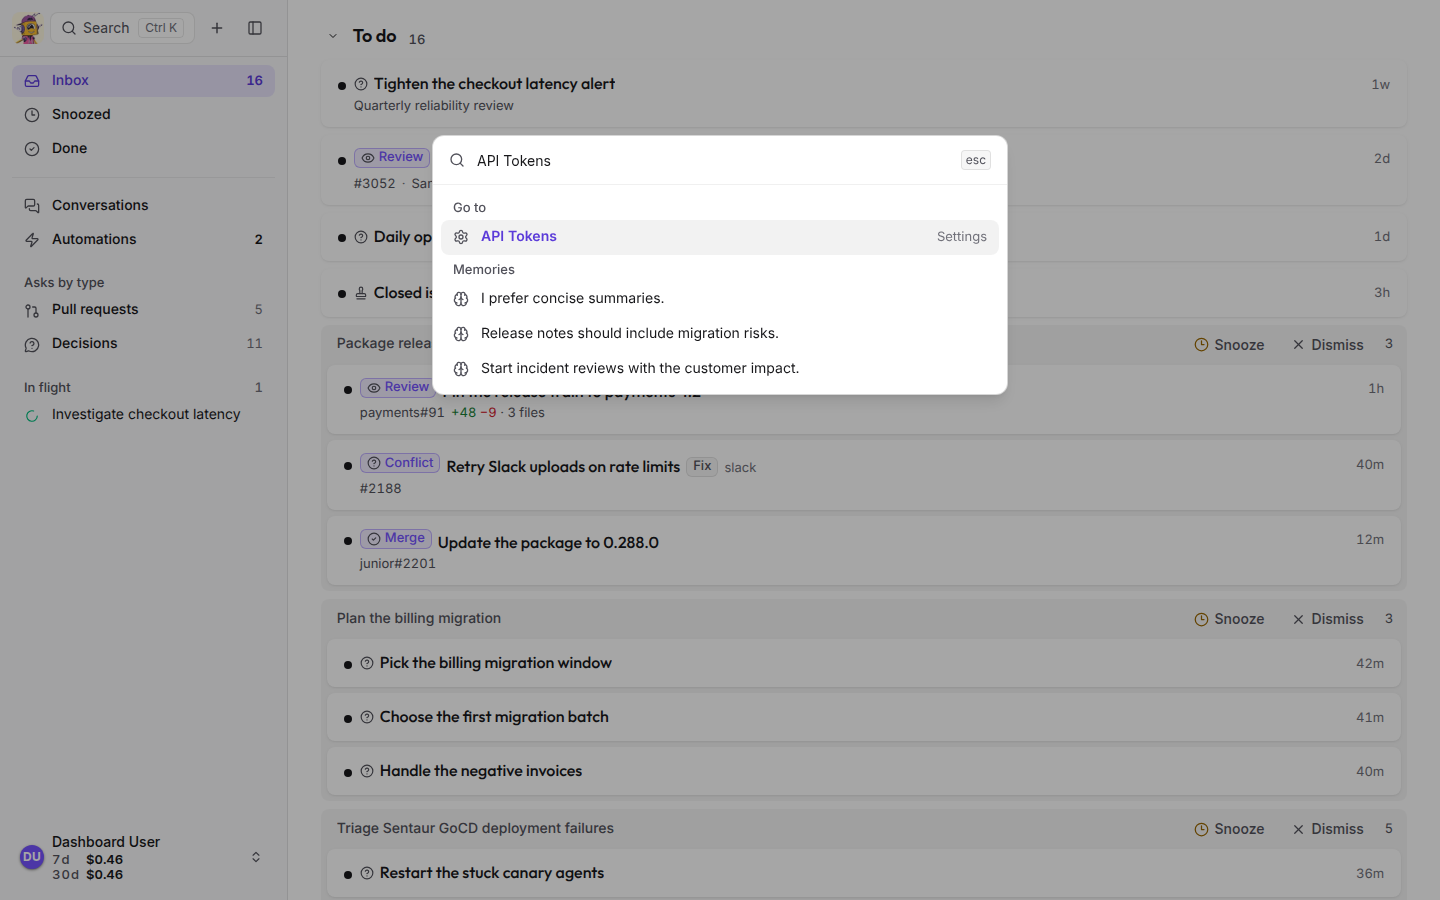 Search Ctrl K
Inbox 16
Snoozed
Done
Conversations
Automations 2
Asks by type
Pull requests 5
Decisions 11
In flight 1
Investigate checkout latency
Dashboard User
DU
7d $0.46
30d $0.46
To do 16
Tighten the checkout latency alert 1w
Quarterly reliability review
Review 2d
#3052 · Sar
Daily op 1d
Closed is 3h
API Tokens esc
Go to
API Tokens Settings
Memories
I prefer concise summaries.
Release notes should include migration risks.
Start incident reviews with the customer impact.
Package relea Snooze Dismiss 3
Review 1h
payments#91 +48 −9 · 3 files
Conflict Retry Slack uploads on rate limits Fix slack 40m
#2188
Merge Update the package to 0.288.0 12m
junior#2201
Plan the billing migration Snooze Dismiss 3
Pick the billing migration window 42m
Choose the first migration batch 41m
Handle the negative invoices 40m
Triage Sentaur GoCD deployment failures Snooze Dismiss 5
Restart the stuck canary agents 36m